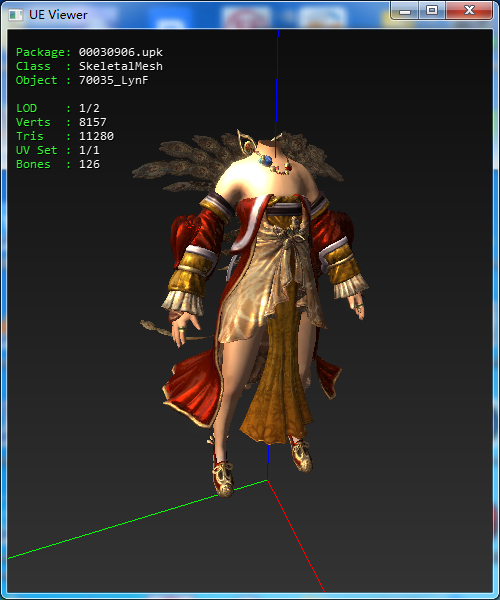 UE Viewer
Package: 00030906.upk
Class : SkeletalMesh
Object : 70035_LynF
LOD : 1/2
Verts : 8157
Tris : 11280
UV Set : 1/1
Bones : 126